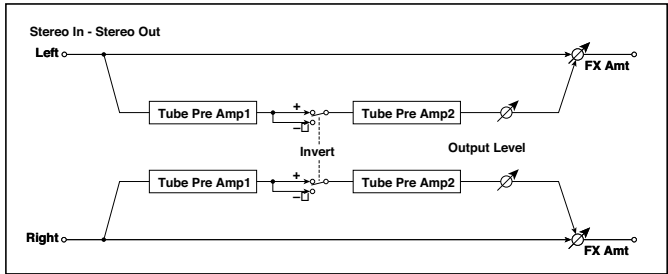 Stereo In - Stereo Out
Left
FX Amt
Tube Pre Amp1
+
–
Tube Pre Amp2
Invert
Output Level
Tube Pre Amp1
+
–
Tube Pre Amp2
Right
FX Amt